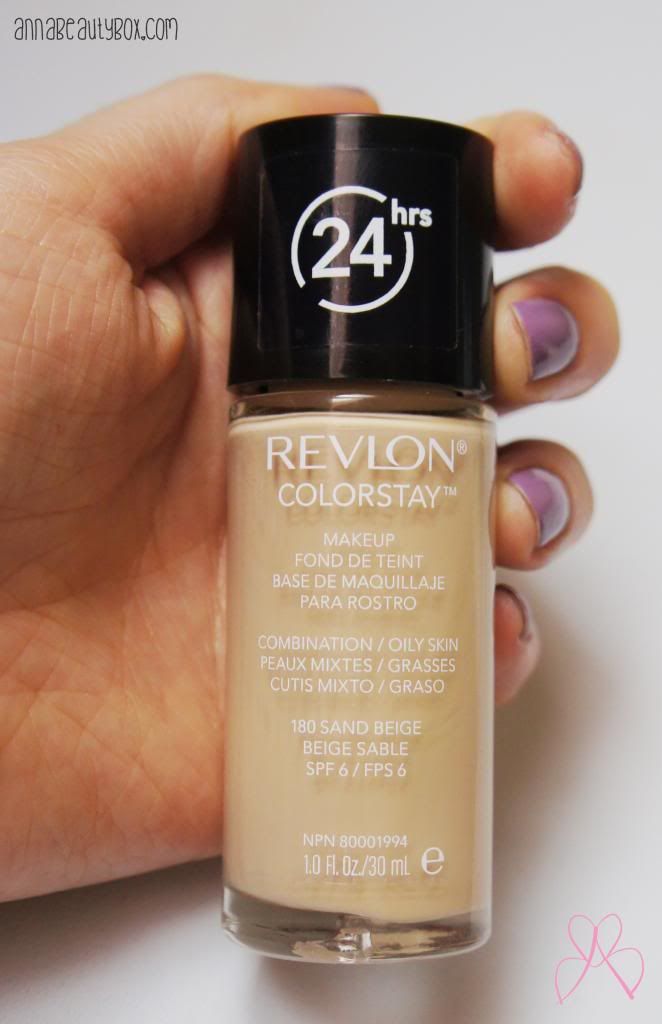 annabeautybox.com
24 hrs
REVLON®
COLORSTAY™
MAKEUP
FOND DE TEINT
BASE DE MAQUILLAJE
PARA ROSTRO
COMBINATION / OILY SKIN
PEAUX MIXTES / GRASSES
CUTIS MIXTO / GRASO
180 SAND BEIGE
BEIGE SABLE
SPF 6 / FPS 6
NPN 80001994
1.0 Fl. Oz./30 mL ℮